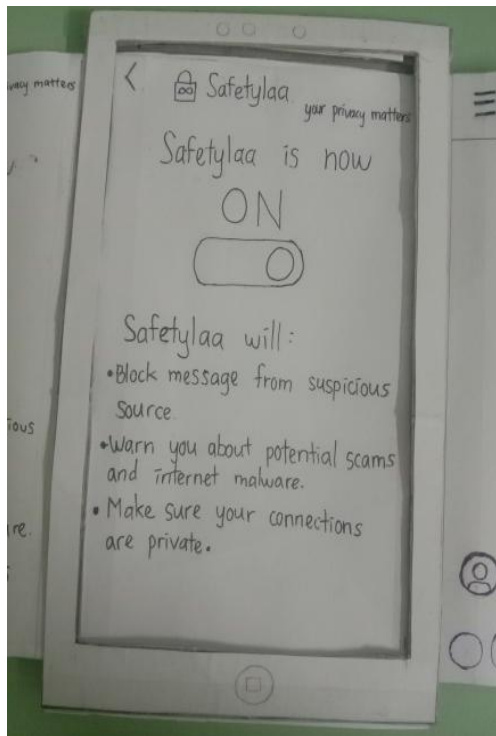 vacy matters
Safetylaa
your privacy matters
Safetylaa is now
ON
Safetylaa will:
•Block message from suspicious
source
•Warn you about potential scams
and internet malware.
• Make sure your connections
are private.
ious
re.